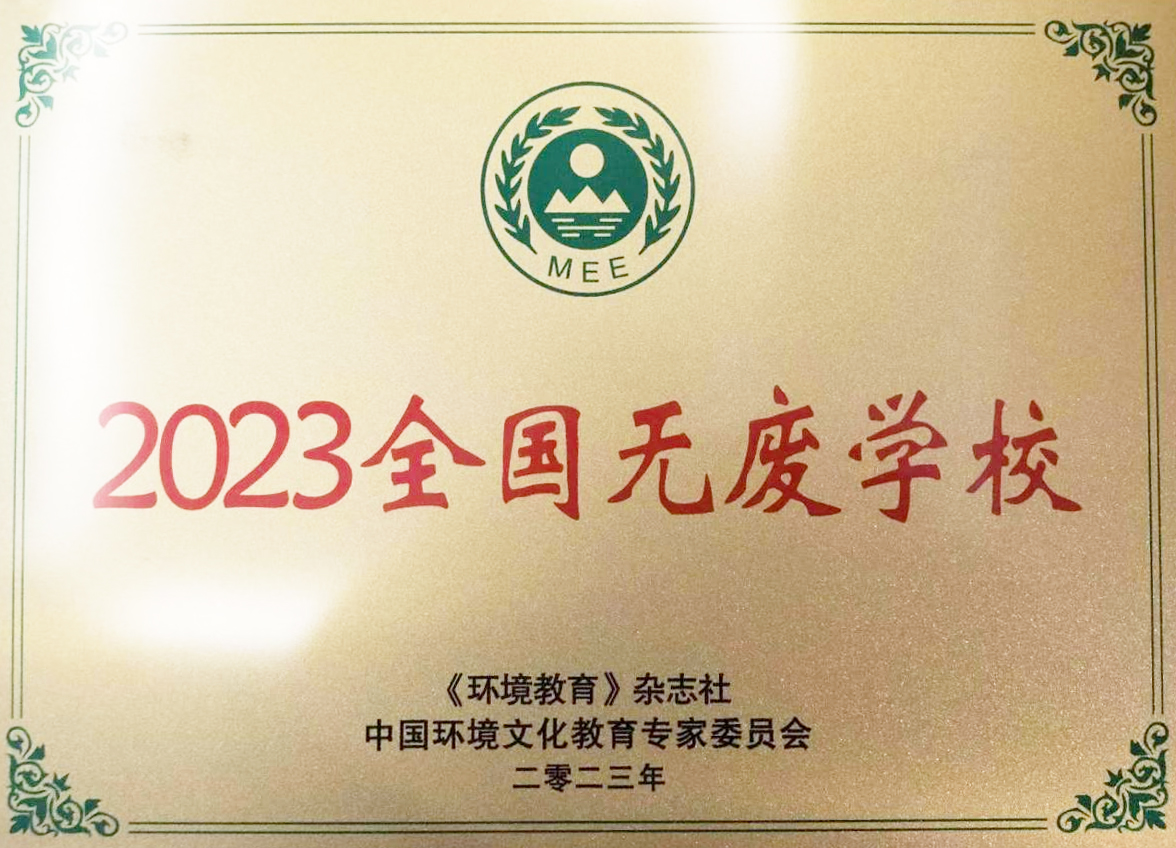 MEE
2023全国无废学校
《环境教育》杂志社
中国环境文化教育专家委员会
二零二三年